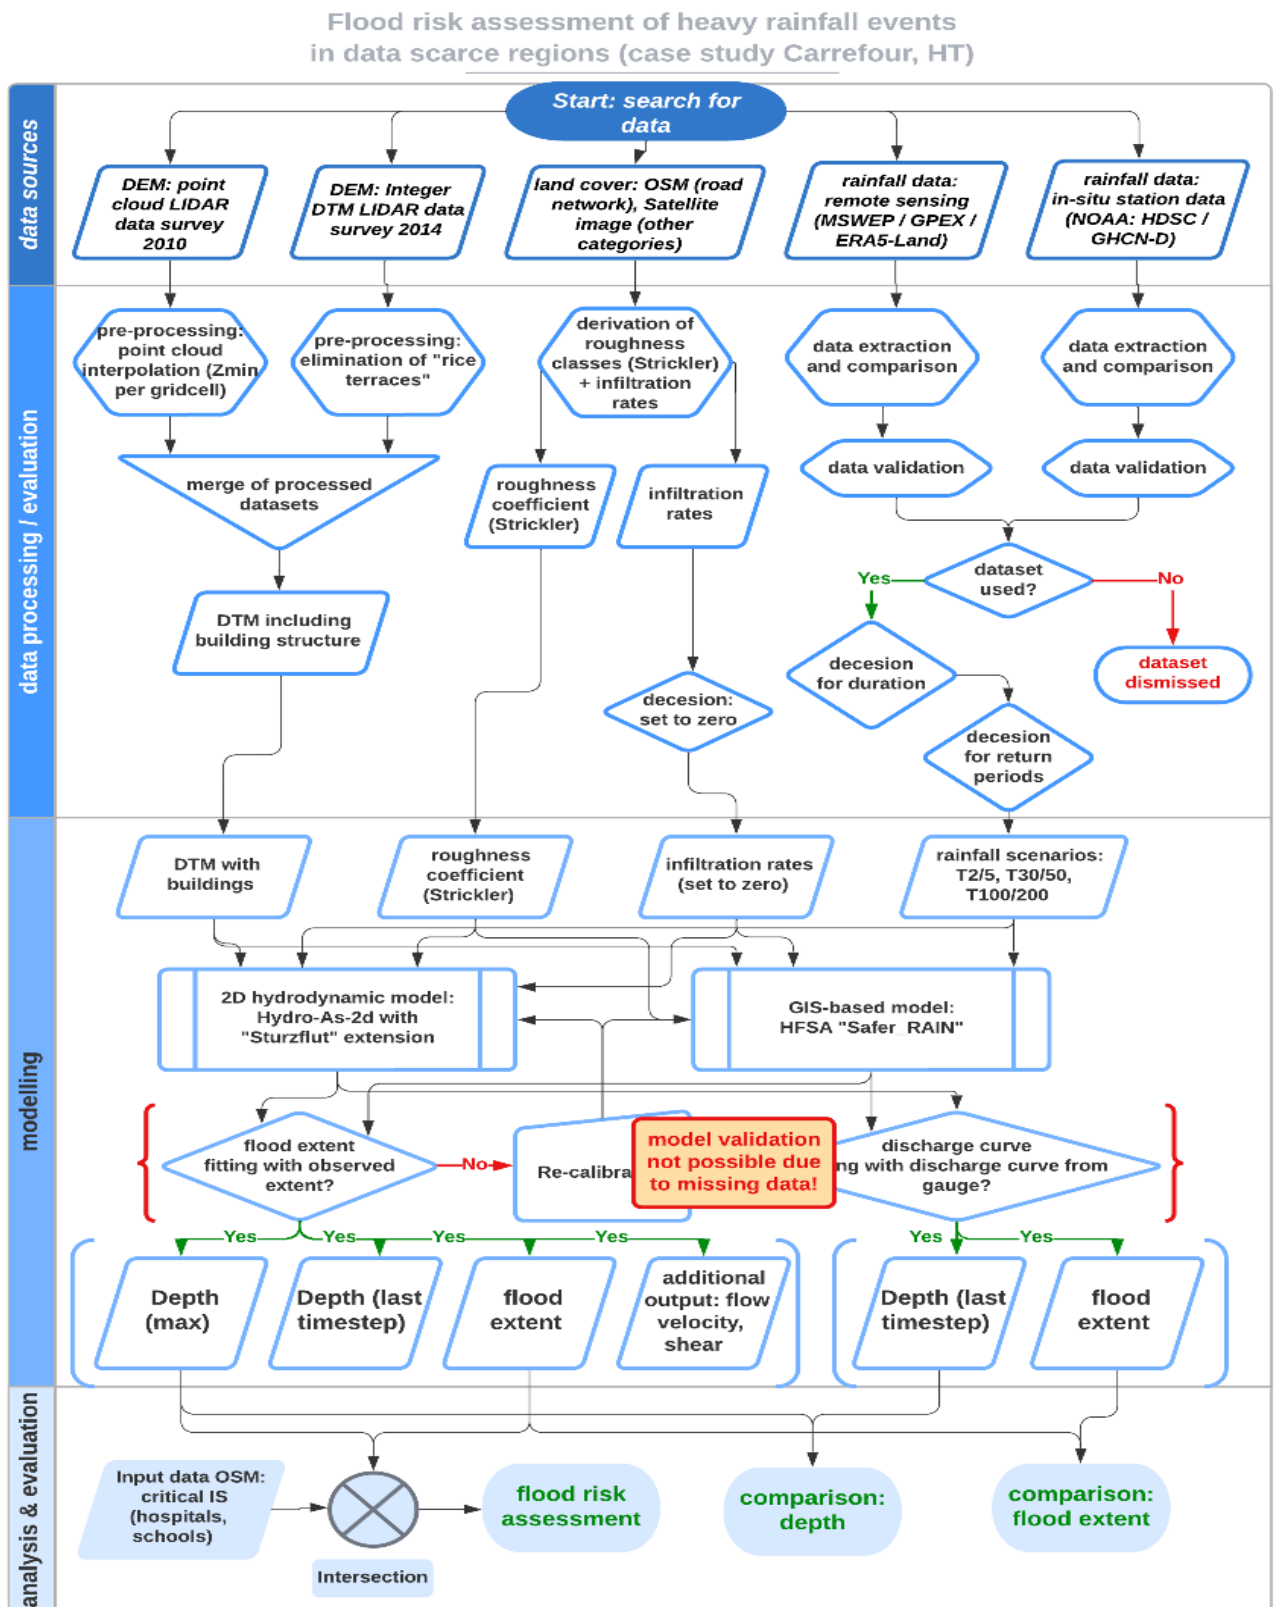 Flood risk assessment of heavy rainfall events
in data scarce regions (case study Carrefour, HT)
data sources
Start: search for
data
DEM: point
cloud LIDAR
data survey
2010
DEM: Integer
DTM LIDAR data
survey 2014
land cover: OSM (road
network), Satellite
image (other
categories)
rainfall data:
remote sensing
(MSWEP / GPEX /
ERA5-Land)
rainfall data:
in-situ station data
(NOAA: HDSC /
GHCN-D)
data processing / evaluation
pre-processing:
point cloud
interpolation (Zmin
per gridcell)
pre-processing:
elimination of "rice
terraces"
derivation of
roughness
classes (Strickler)
+ infiltration
rates
data extraction
and comparison
data extraction
and comparison
merge of processed
datasets
roughness
coefficient
(Strickler)
infiltration
rates
data validation
data validation
dataset
used?
Yes
No
DTM including
building structure
decesion:
set to zero
decesion
for duration
dataset
dismissed
decesion
for return
periods
modelling
DTM with
buildings
roughness
coefficient
(Strickler)
infiltration rates
(set to zero)
rainfall scenarios:
T2/5, T30/50,
T100/200
2D hydrodynamic model:
Hydro-As-2d with
"Sturzflut" extension
GIS-based model:
HFSA "Safer_RAIN"
flood extent
fitting with observed
extent?
No
Re-calibra
model validation
not possible due
to missing data!
discharge curve
ng with discharge curve from
gauge?
Yes
Yes
Yes
Yes
Yes
Yes
Depth
(max)
Depth (last
timestep)
flood
extent
additional
output: flow
velocity,
shear
Depth (last
timestep)
flood
extent
analysis & evaluation
Input data OSM:
critical IS
(hospitals,
schools)
Intersection
flood risk
assessment
comparison:
depth
comparison:
flood extent